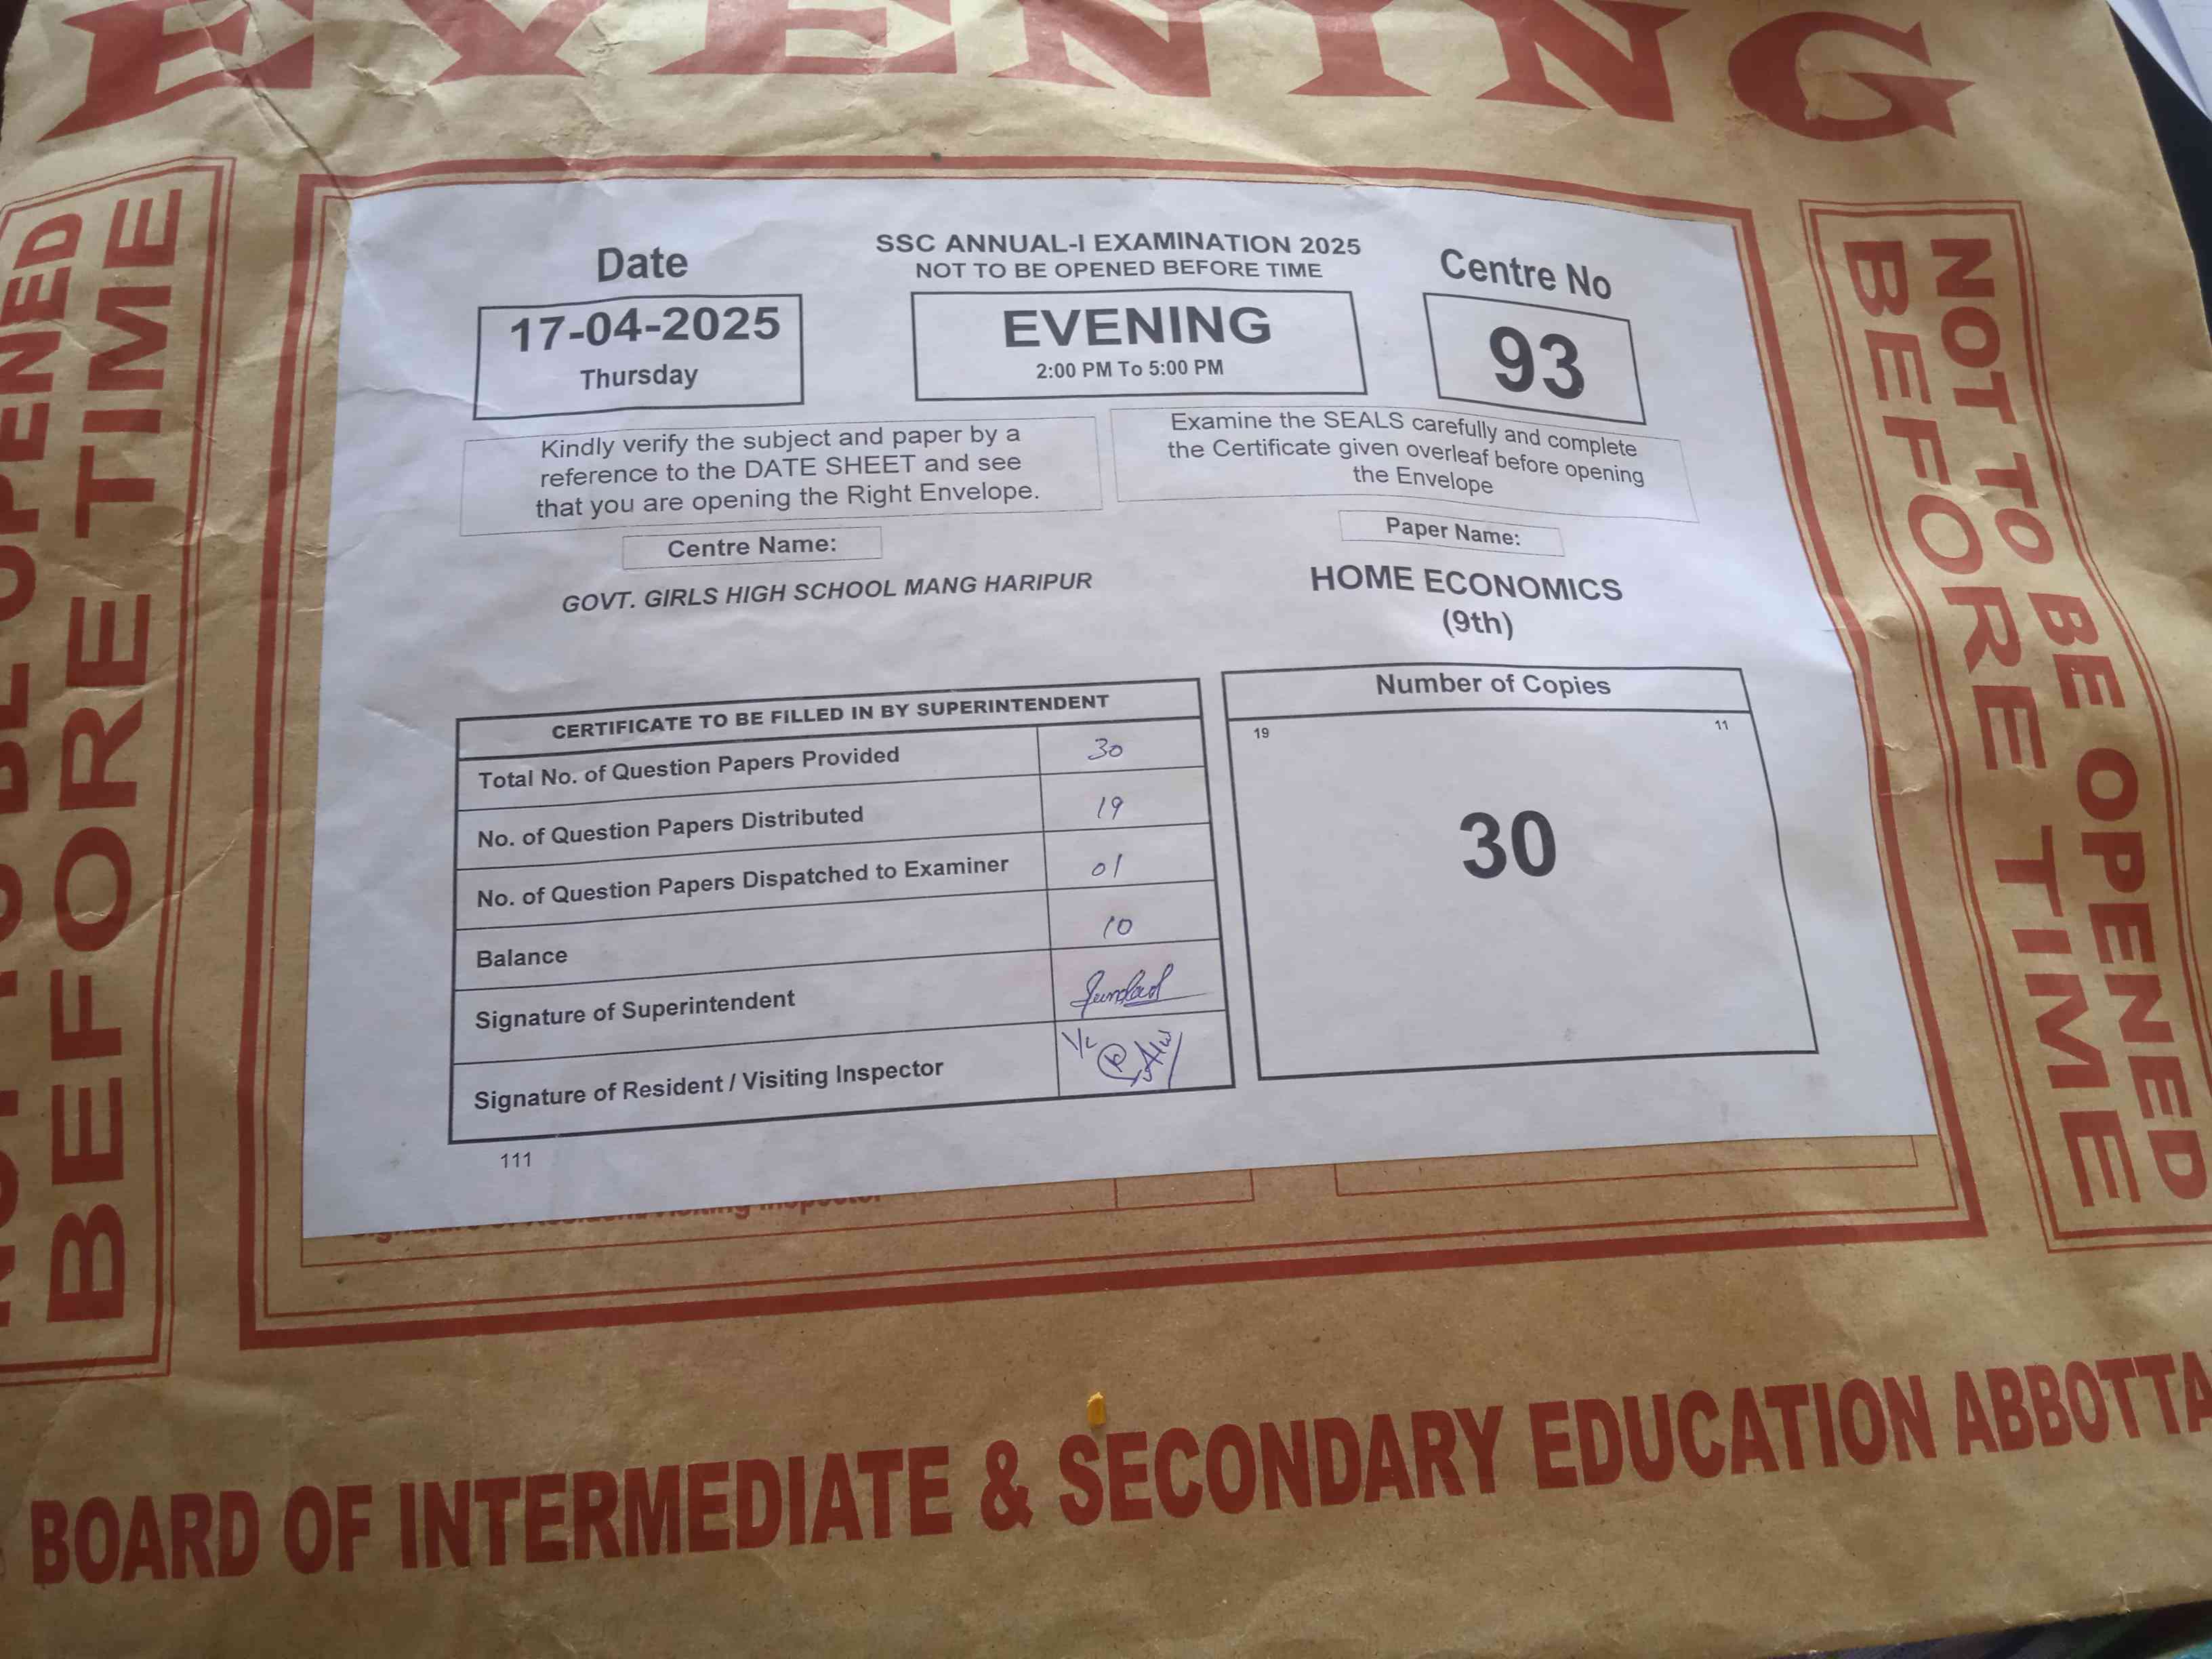 EVENING
NOT TO BE OPENED
BEFORE TIME
Date
17-04-2025
Thursday
SSC ANNUAL-I EXAMINATION 2025
NOT TO BE OPENED BEFORE TIME
EVENING
2:00 PM To 5:00 PM
Centre No
93
Kindly verify the subject and paper by a
reference to the DATE SHEET and see
that you are opening the Right Envelope.
Examine the SEALS carefully and complete
the Certificate given overleaf before opening
the Envelope
Centre Name:
GOVT. GIRLS HIGH SCHOOL MANG HARIPUR
Paper Name:
HOME ECONOMICS
(9th)
CERTIFICATE TO BE FILLED IN BY SUPERINTENDENT
Total No. of Question Papers Provided 30
No. of Question Papers Distributed 19
No. of Question Papers Dispatched to Examiner 01
Balance 10
Signature of Superintendent
Signature of Resident / Visiting Inspector
Number of Copies
19 11
30
111
NOT TO BE OPENED
BEFORE TIME
BOARD OF INTERMEDIATE & SECONDARY EDUCATION ABBOTTA